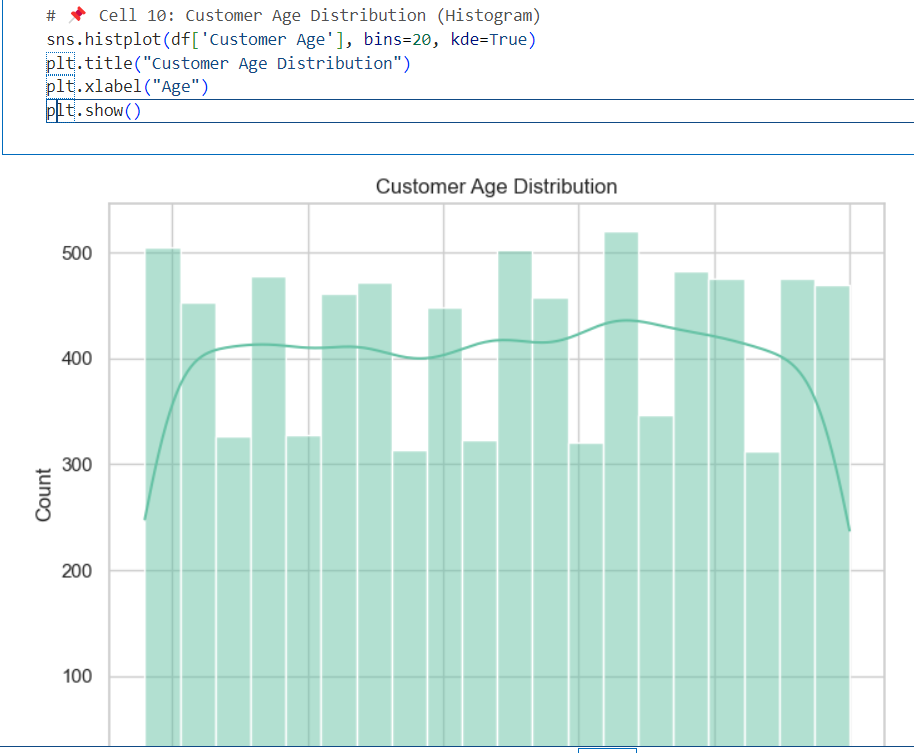 # 📌 Cell 10: Customer Age Distribution (Histogram)
sns.histplot(df['Customer Age'], bins=20, kde=True)
plt.title("Customer Age Distribution")
plt.xlabel("Age")
plt.show()
Customer Age Distribution
500
400
300
Count
200
100